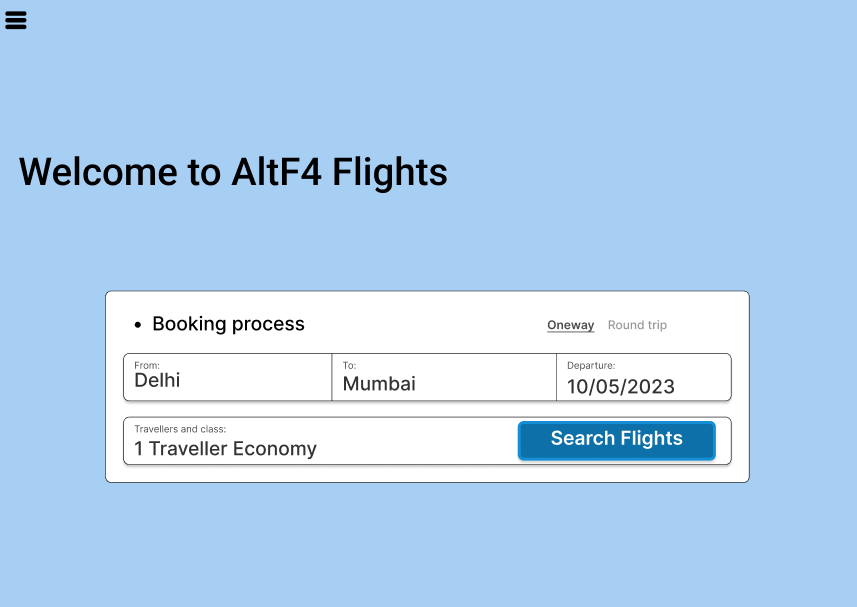 Welcome to AltF4 Flights
• Booking process
Oneway Round trip
From: To: Departure:
Delhi Mumbai 10/05/2023
Travellers and class:
1 Traveller Economy
Search Flights